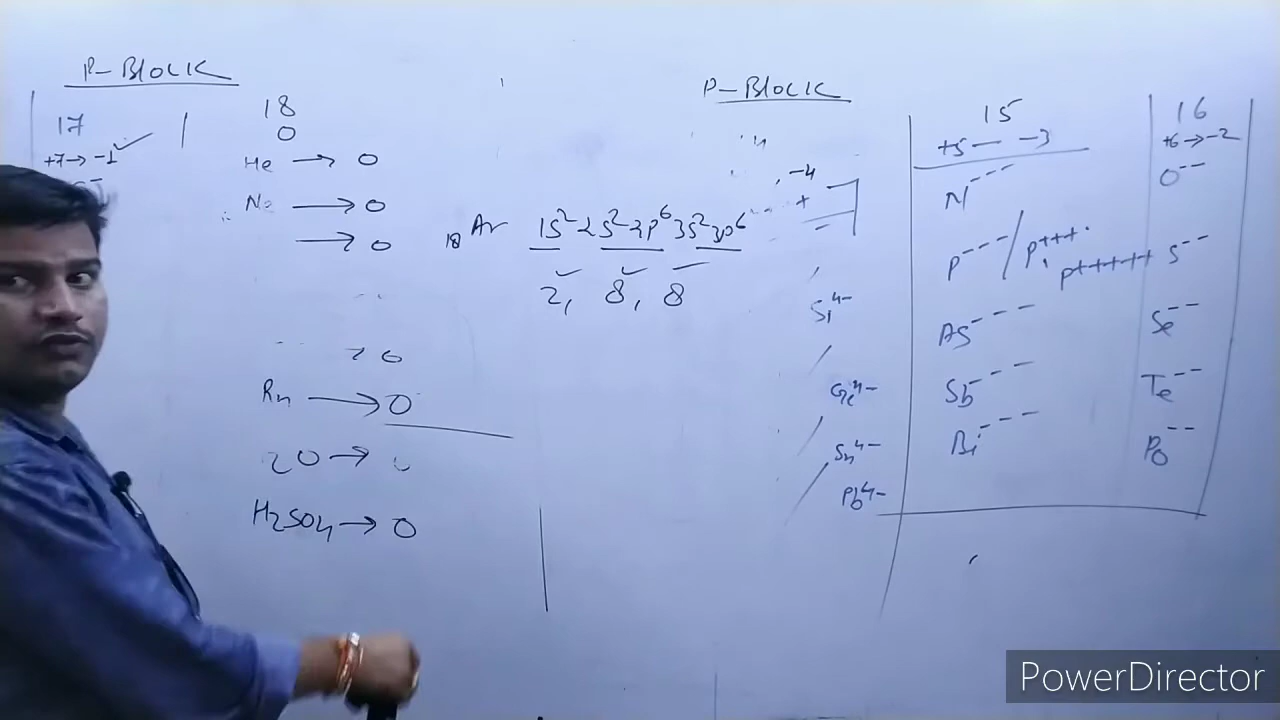 P-BLOCK
17
+7→ -1 ✓
18
0
He → 0
Ne → 0
→ 0
→ 0
Rn → 0
2O →
H2SO4 → 0
18 Ar 1s² 2s² 2p⁶ 3s² 3p⁶
2, 8, 8
P-BLOCK
-4
+
Si⁴⁻
Ge⁴⁻
Sn⁴⁻
Pb⁴⁻
15
+5 — -3
N---
P--- / P+++ P+++++
As---
Sb---
Bi---
16
+6 → -2
O--
S--
Se--
Te--
Po--
PowerDirector